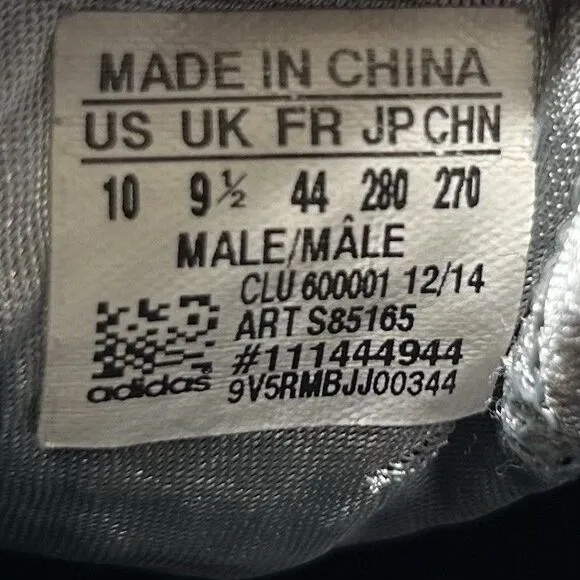 MADE IN CHINA
US UK FR JP CHN
10 9½ 44 280 270
MALE/MÂLE
CLU 600001 12/14
ART S85165
#111444944
adidas 9V5RMBJJ00344